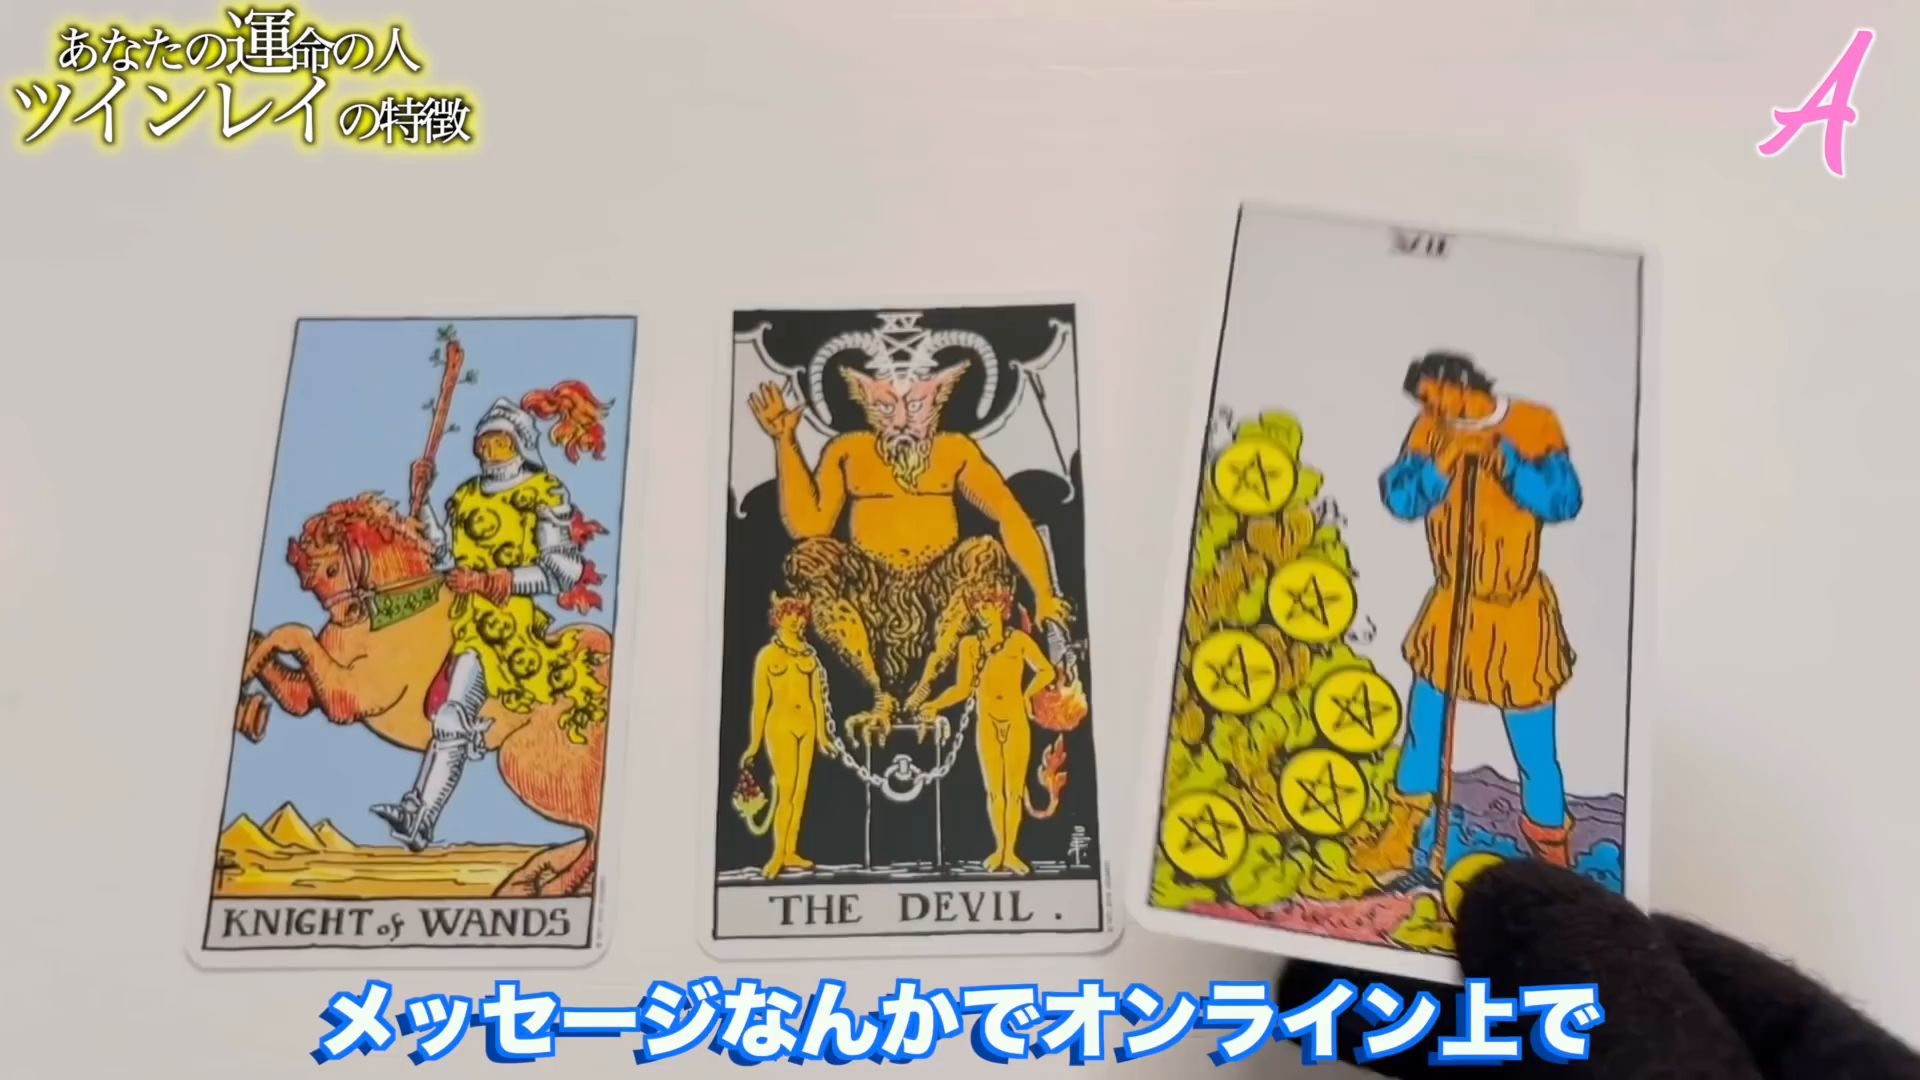 あなたの運命の人
ツインレイの特徴
A
VII
XV
KNIGHT of WANDS
THE DEVIL.
メッセージなんかでオンライン上で